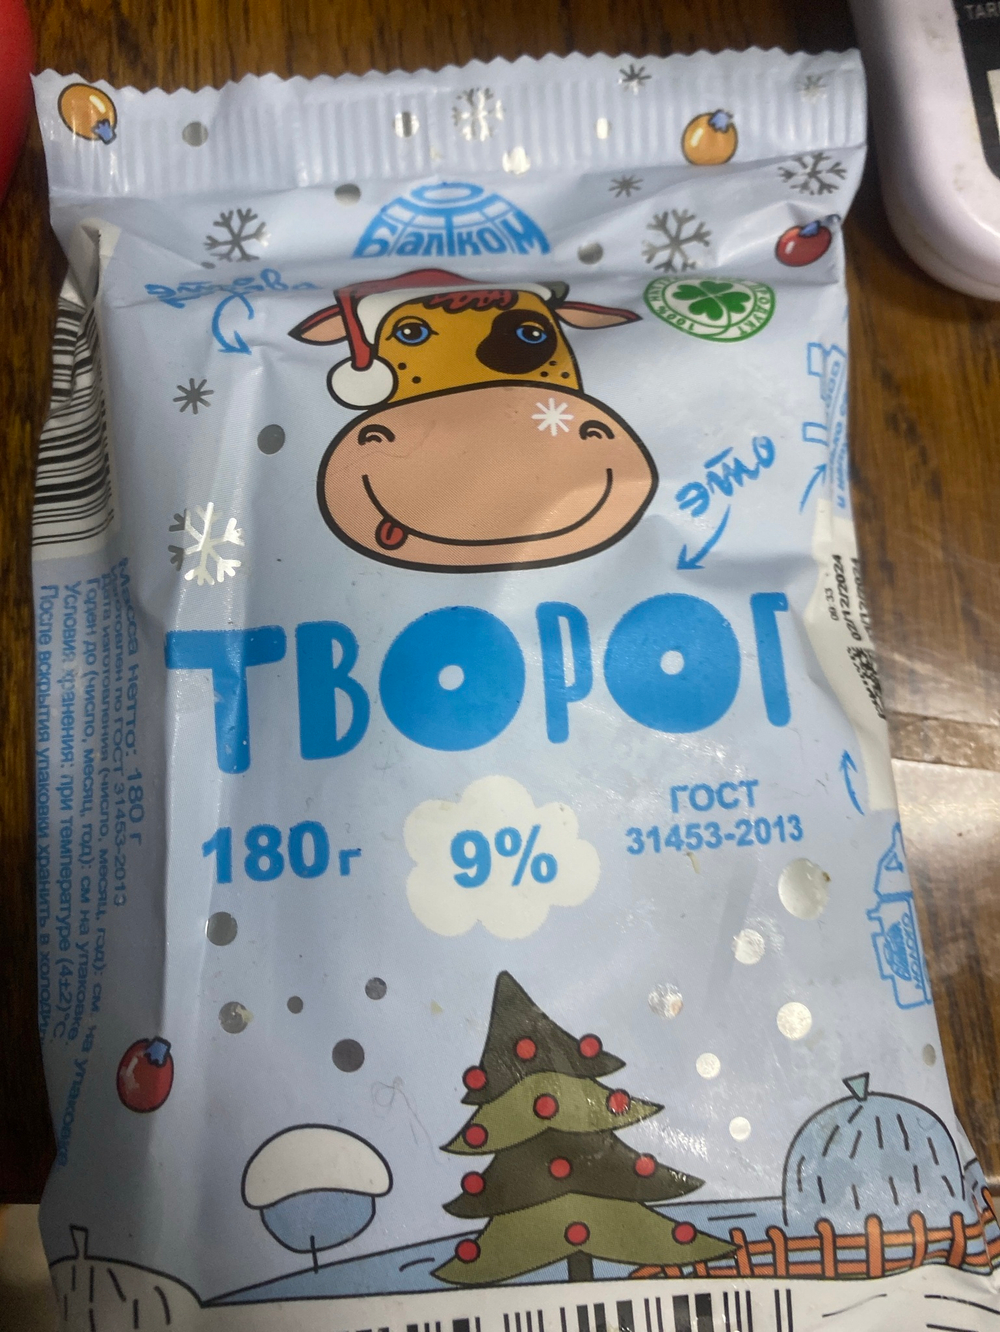 БалтКоМ
это
ТВОРОГ
180г
9%
ГОСТ
31453-2013
Масса нетто: 180 г
Изготовлен по ГОСТ 31453-2013
Дата изготовления (число, месяц, год): см. на упаковке
Годен до (число, месяц, год): см на упаковке.
Условия хранения: при температуре (4±2)°С.
После вскрытия упаковки хранить в холодил
100%